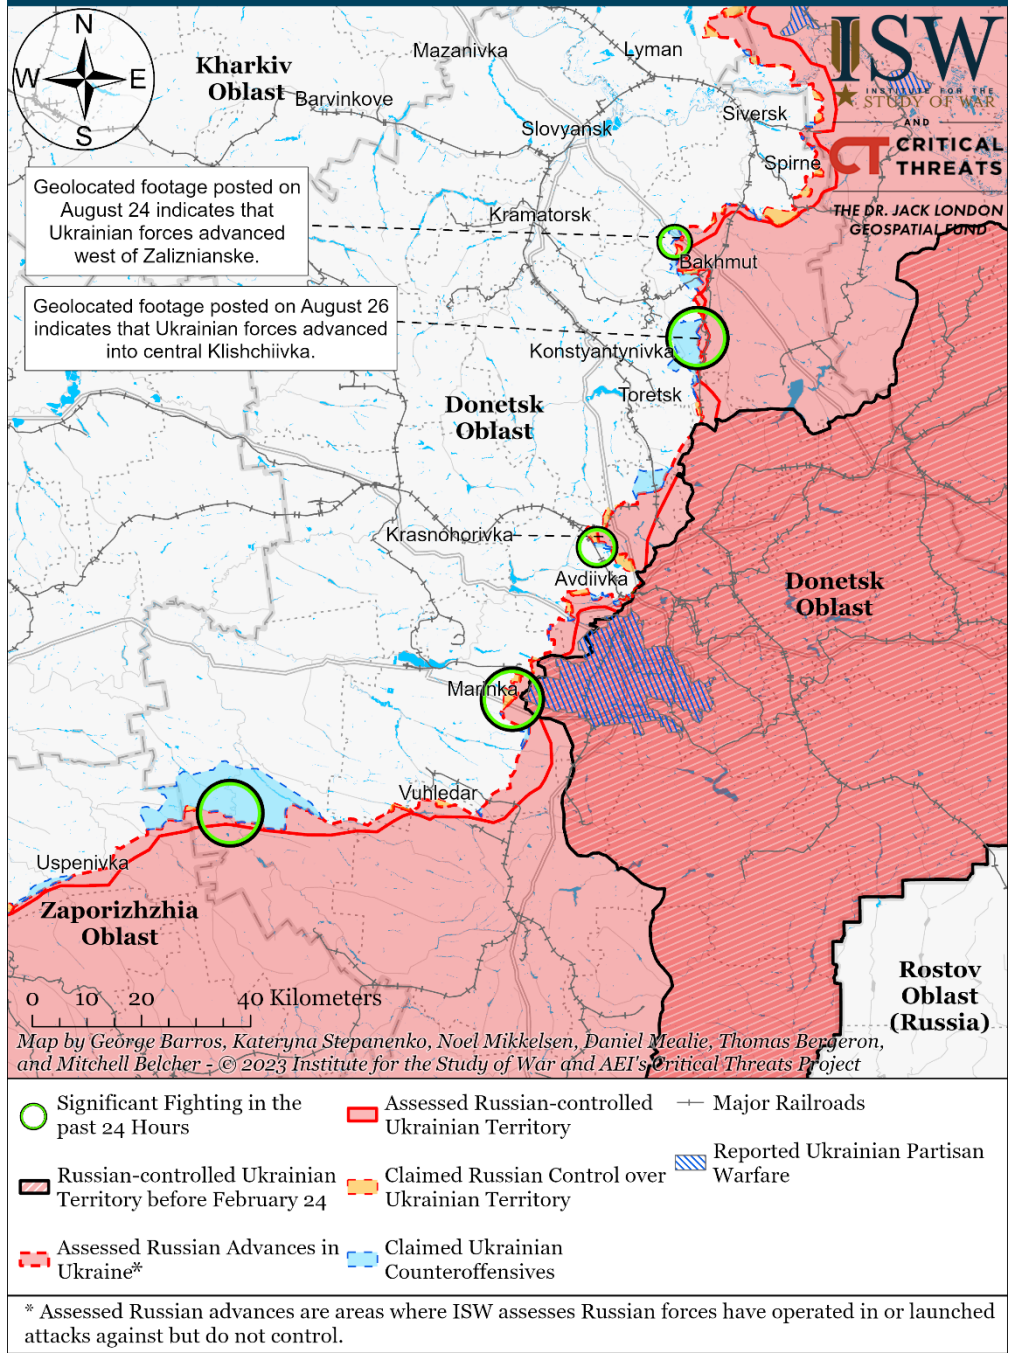 N
W
E
S
Kharkiv
Oblast
Mazanivka
Lyman
Barvinkove
Slovyansk
Siversk
Spirne
ISW
INSTITUTE FOR THE
STUDY OF WAR
AND
CT CRITICAL
THREATS
THE DR. JACK LONDON
GEOSPATIAL FUND
Geolocated footage posted on
August 24 indicates that
Ukrainian forces advanced
west of Zaliznianske.
Kramatorsk
Bakhmut
Geolocated footage posted on August 26
indicates that Ukrainian forces advanced
into central Klishchiivka.
Konstyantynivka
Toretsk
Donetsk
Oblast
Krasnohorivka
Avdiivka
Donetsk
Oblast
Marinka
Vuhledar
Uspenivka
Zaporizhzhia
Oblast
Rostov
Oblast
(Russia)
0 10 20 40 Kilometers
Map by George Barros, Kateryna Stepanenko, Noel Mikkelsen, Daniel Mealie, Thomas Bergeron,
and Mitchell Belcher - © 2023 Institute for the Study of War and AEI's Critical Threats Project
Significant Fighting in the
past 24 Hours
Russian-controlled Ukrainian
Territory before February 24
Assessed Russian Advances in
Ukraine*
Assessed Russian-controlled
Ukrainian Territory
Claimed Russian Control over
Ukrainian Territory
Claimed Ukrainian
Counteroffensives
Major Railroads
Reported Ukrainian Partisan
Warfare
* Assessed Russian advances are areas where ISW assesses Russian forces have operated in or launched
attacks against but do not control.